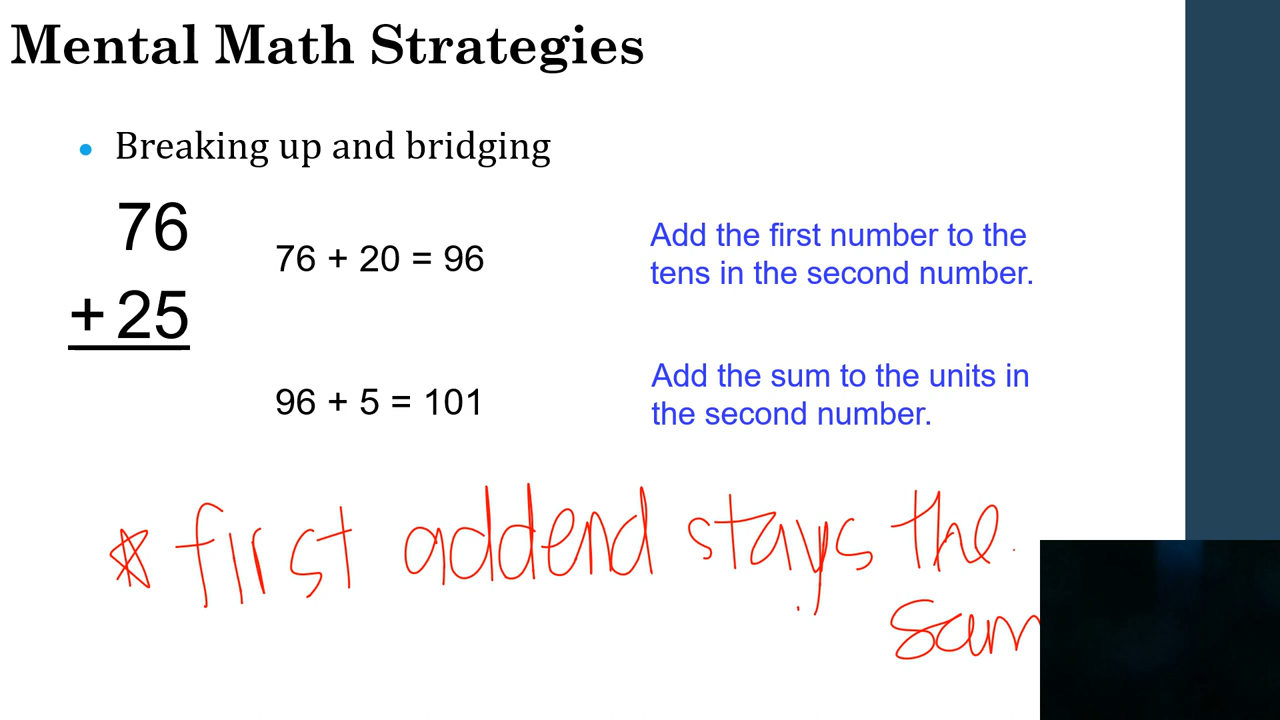 Mental Math Strategies
• Breaking up and bridging
76
+ 25
76 + 20 = 96
Add the first number to the
tens in the second number.
96 + 5 = 101
Add the sum to the units in
the second number.
* first addend stays the